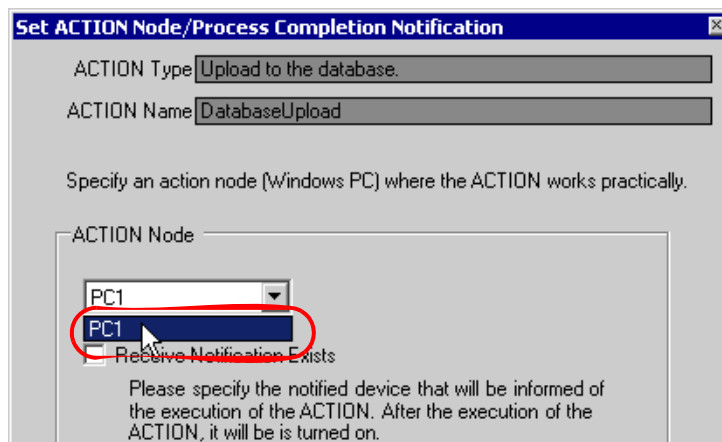 Set ACTION Node/Process Completion Notification
ACTION Type Upload to the database.
ACTION Name DatabaseUpload
Specify an action node (Windows PC) where the ACTION works practically.
ACTION Node
PC1
PC1
Receive Notification Exists
Please specify the notified device that will be informed of
the execution of the ACTION. After the execution of the
ACTION, it will be is turned on.